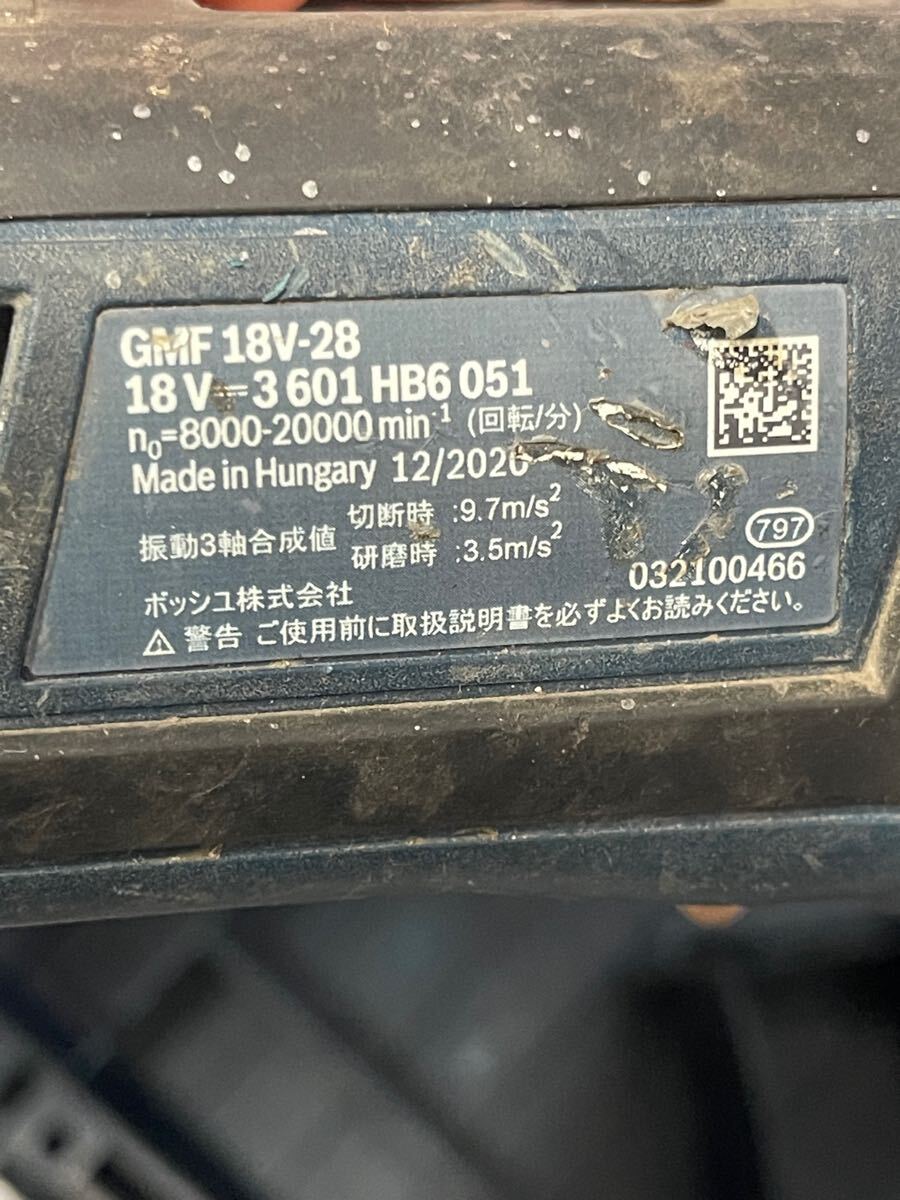 GMF 18V-28
18 V⎓ 3 601 HB6 051
n₀=8000-20000 min⁻¹ (回転/分)
Made in Hungary 12/2020
振動3軸合成値
切断時 :9.7m/s²
研磨時 :3.5m/s²
797
032100466
ボッシュ株式会社
⚠ 警告 ご使用前に取扱説明書を必ずよくお読みください。